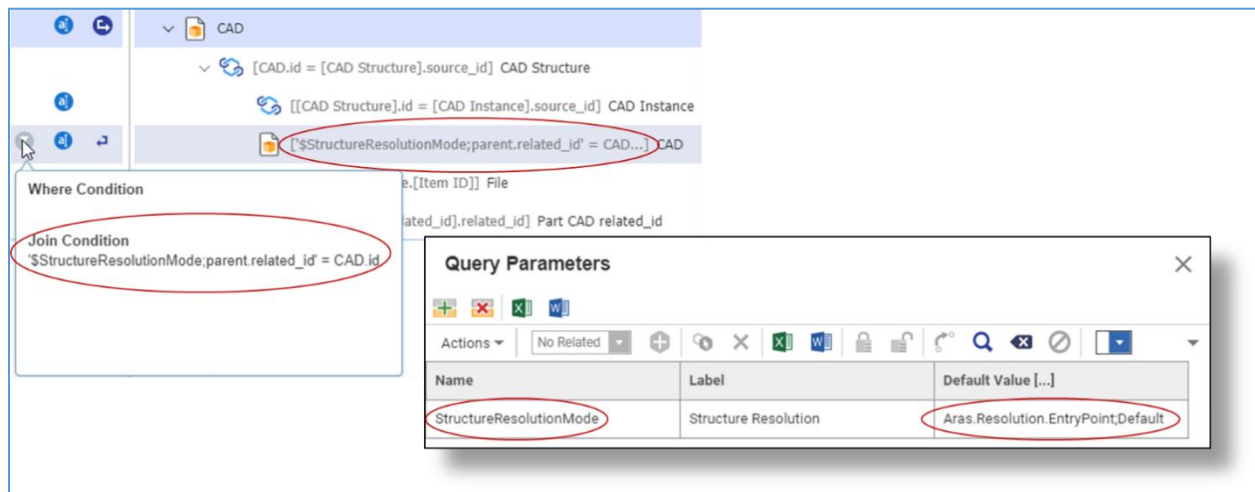 CAD
[CAD.id = [CAD Structure].source_id] CAD Structure
[[CAD Structure].id = [CAD Instance].source_id] CAD Instance
['$StructureResolutionMode;parent.related_id' = CAD...] CAD
Where Condition
e.[Item ID]] File
ated_id].related_id] Part CAD related_id
Join Condition
'$StructureResolutionMode;parent.related_id' = CAD.id
Query Parameters
Actions No Related
Name Label Default Value [...]
StructureResolutionMode Structure Resolution Aras.Resolution.EntryPoint;Default